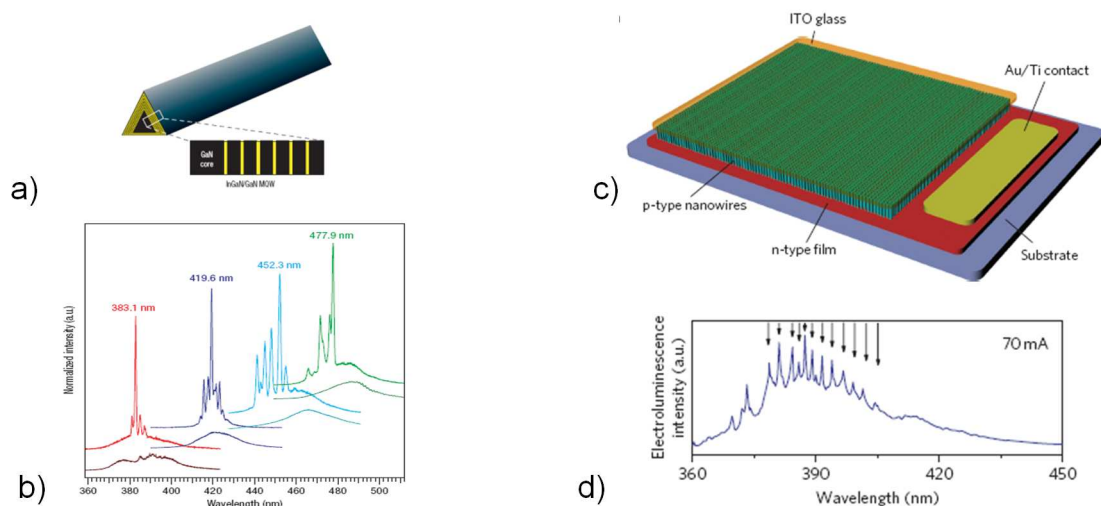 GaN
core
InGaN/GaN MQW
a)
477.9 nm
452.3 nm
419.6 nm
383.1 nm
Normalized intensity (a.u.)
360 380 400 420 440 460 480 500
Wavelength (nm)
b)
ITO glass
Au/Ti contact
p-type nanowires
n-type film
Substrate
c)
70 mA
Electroluminescence
intensity (a.u.)
360 390 420 450
Wavelength (nm)
d)